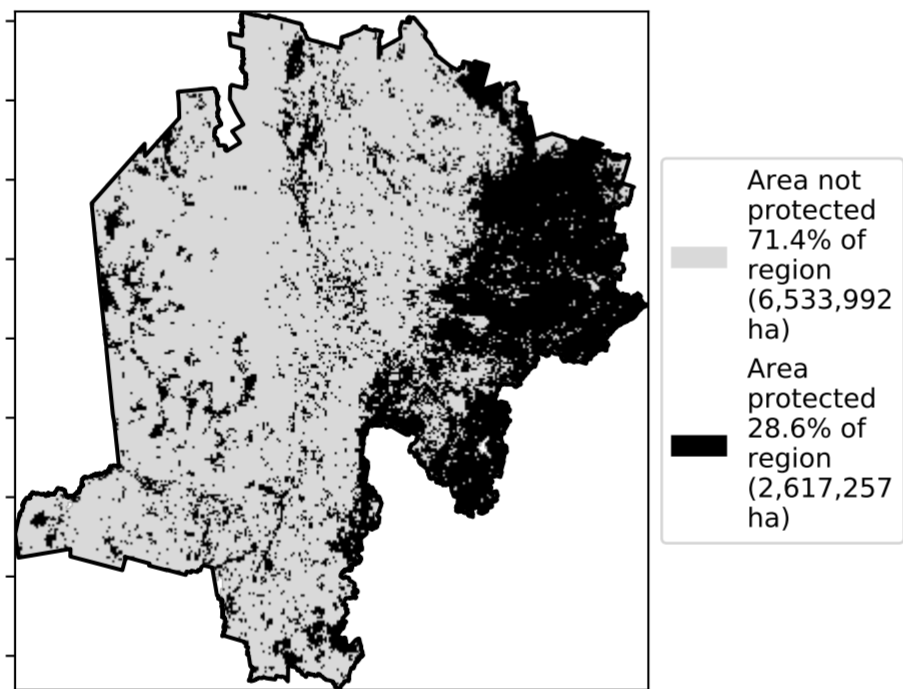 Area not
protected
71.4% of
region
(6,533,992
ha)
Area
protected
28.6% of
region
(2,617,257
ha)